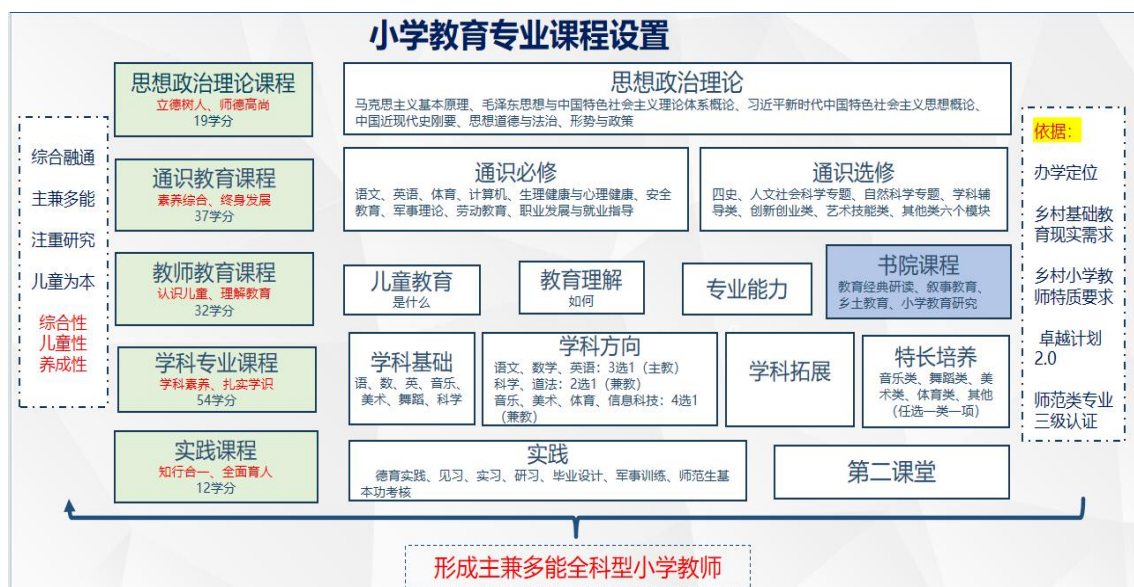 小学教育专业课程设置
综合融通
主兼多能
注重研究
儿童为本
综合性
儿童性
养成性
思想政治理论课程
立德树人、师德高尚
19学分
思想政治理论
马克思主义基本原理、毛泽东思想与中国特色社会主义理论体系概论、习近平新时代中国特色社会主义思想概论、
中国近现代史刚要、思想道德与法治、形势与政策
通识教育课程
素养综合、终身发展
37学分
通识必修
语文、英语、体育、计算机、生理健康与心理健康、安全
教育、军事理论、劳动教育、职业发展与就业指导
通识选修
四史、人文社会科学专题、自然科学专题、学科辅
导类、创新创业类、艺术技能类、其他类六个模块
教师教育课程
认识儿童、理解教育
32学分
儿童教育
是什么
教育理解
如何
专业能力
书院课程
教育经典研读、叙事教育、
乡土教育、小学教育研究
学科专业课程
学科素养、扎实学识
54学分
学科基础
语、数、英、音乐、
美术、舞蹈、科学
学科方向
语文、数学、英语：3选1（主教）
科学、道法：2选1（兼教）
音乐、美术、体育、信息科技：4选1
（兼教）
学科拓展
特长培养
音乐类、舞蹈类、美
术类、体育类、其他
（任选一类一项）
实践课程
知行合一、全面育人
12学分
实践
德育实践、见习、实习、研习、毕业设计、军事训练、师范生基
本功考核
第二课堂
依据：
办学定位
乡村基础教
育现实需求
乡村小学教
师特质要求
卓越计划
2.0
师范类专业
三级认证
形成主兼多能全科型小学教师